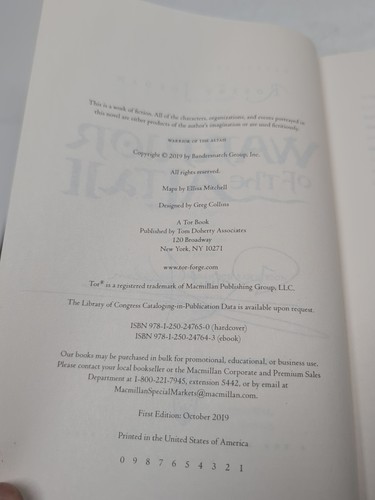 This is a work of fiction. All of the characters, organizations, and events portrayed in
this novel are either products of the author's imagination or are used fictitiously.
WARRIOR OF THE ALTAII
Copyright © 2019 by Bandersnatch Group, Inc.
All rights reserved.
Maps by Ellisa Mitchell
Designed by Greg Collins
A Tor Book
Published by Tom Doherty Associates
120 Broadway
New York, NY 10271
www.tor-forge.com
Tor® is a registered trademark of Macmillan Publishing Group, LLC.
The Library of Congress Cataloging-in-Publication Data is available upon request.
ISBN 978-1-250-24765-0 (hardcover)
ISBN 978-1-250-24764-3 (ebook)
Our books may be purchased in bulk for promotional, educational, or business use.
Please contact your local bookseller or the Macmillan Corporate and Premium Sales
Department at 1-800-221-7945, extension 5442, or by email at
MacmillanSpecialMarkets@macmillan.com.
First Edition: October 2019
Printed in the United States of America
0 9 8 7 6 5 4 3 2 1